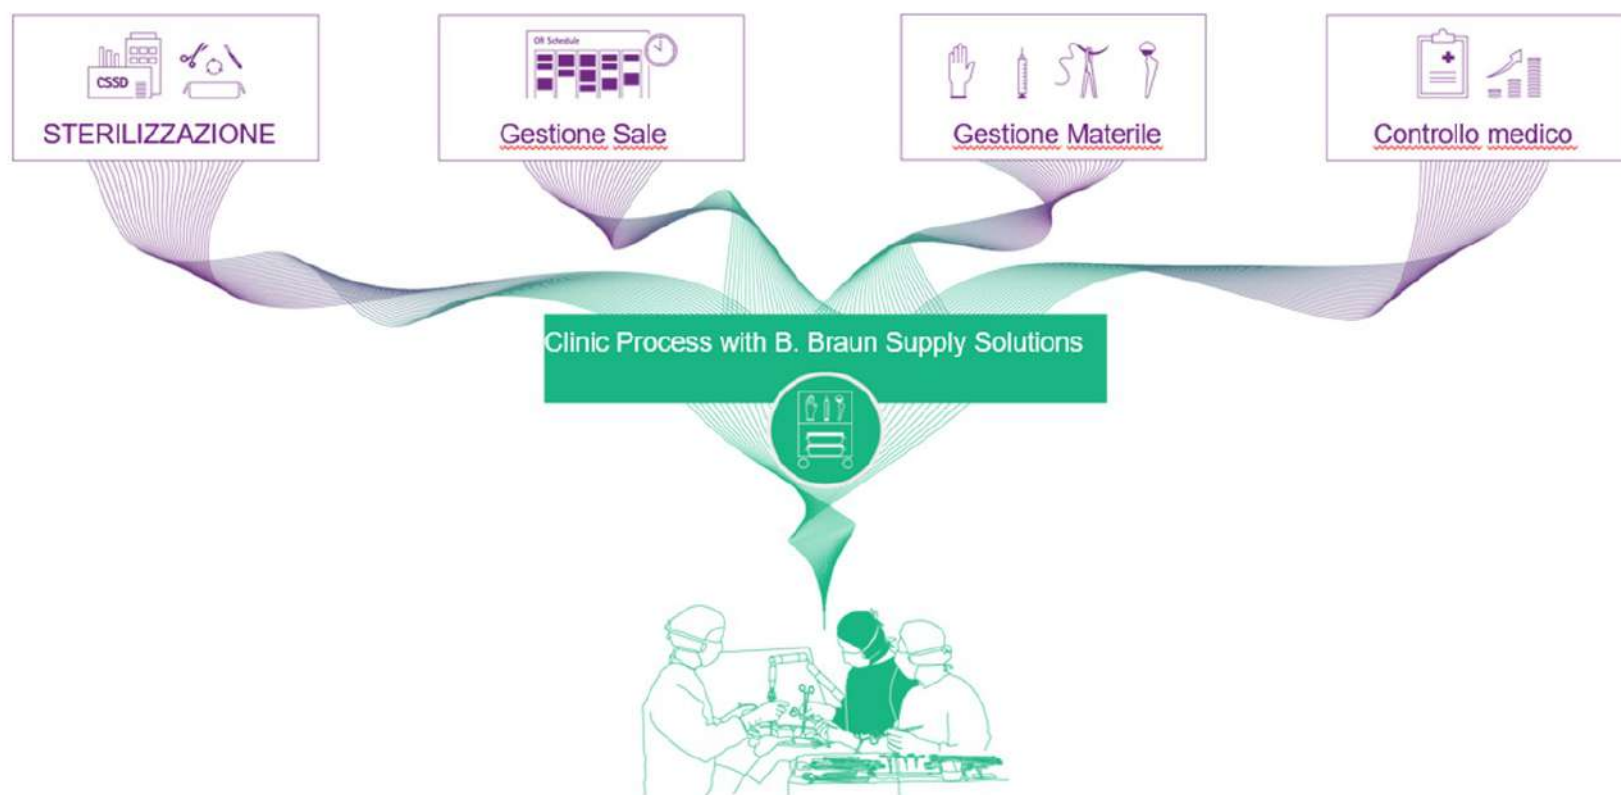 CSSD
STERILIZZAZIONE
OR Schedule
Gestione Sale
Gestione Materile
Controllo medico
Clinic Process with B. Braun Supply Solutions